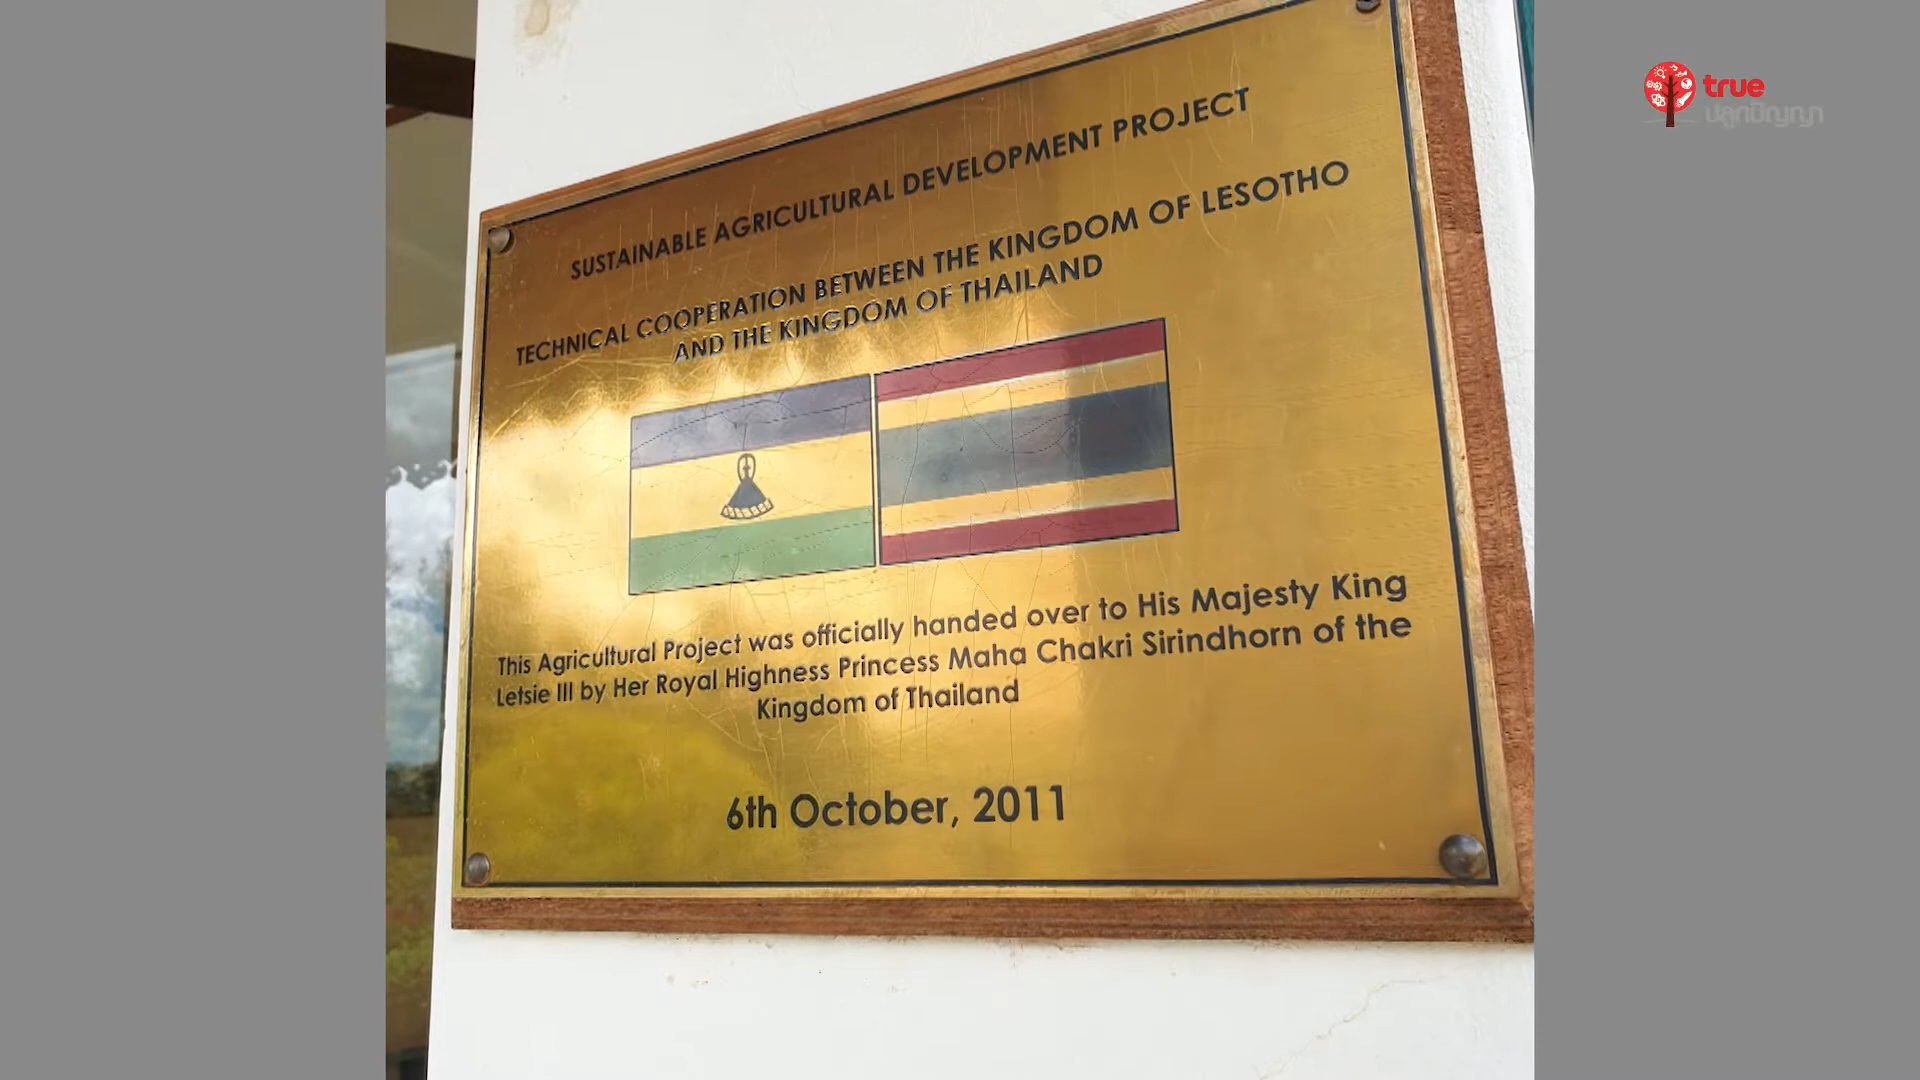 SUSTAINABLE AGRICULTURAL DEVELOPMENT PROJECT
TECHNICAL COOPERATION BETWEEN THE KINGDOM OF LESOTHO
AND THE KINGDOM OF THAILAND
This Agricultural Project was officially handed over to His Majesty King
Letsie III by Her Royal Highness Princess Maha Chakri Sirindhorn of the
Kingdom of Thailand
6th October, 2011
true
ปลูกปัญญา